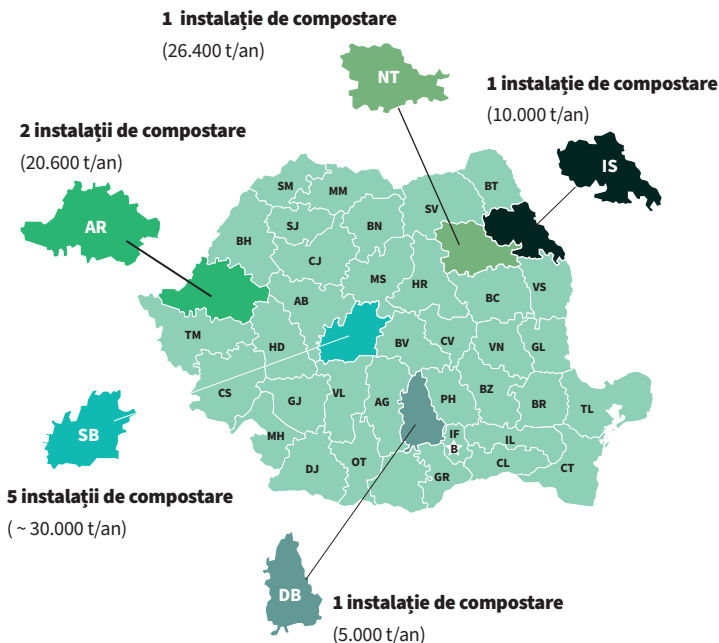 1 instalație de compostare
(26.400 t/an)
NT
1 instalație de compostare
(10.000 t/an)
IS
2 instalații de compostare
(20.600 t/an)
AR
SM
MM
BT
SV
SJ
BN
BH
CJ
MS
HR
VS
AB
BC
TM
HD
BV
CV
VN
GL
CS
GJ
VL
AG
PH
BZ
BR
TL
SB
MH
IF
B
IL
DJ
OT
GR
CL
CT
5 instalații de compostare
( ~ 30.000 t/an)
DB
1 instalație de compostare
(5.000 t/an)